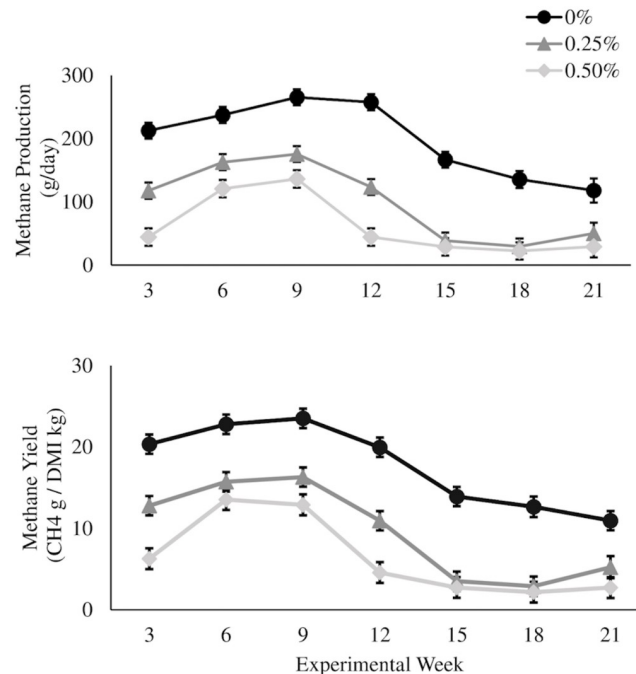 0%
0.25%
0.50%
Methane Production
(g/day)
300
200
100
0
3 6 9 12 15 18 21
Methane Yield
(CH4 g / DMI kg)
30
20
10
0
3 6 9 12 15 18 21
Experimental Week